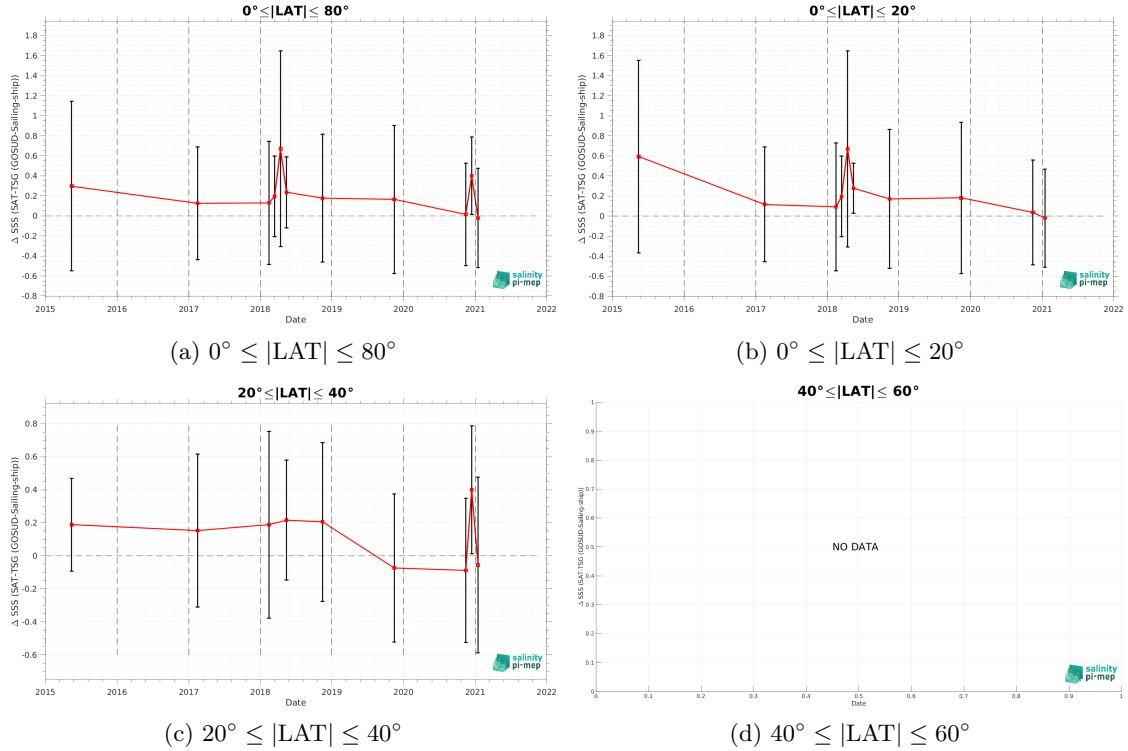 0°≤|LAT|≤ 80°
Δ SSS (SAT-TSG (GOSUD-Sailing-ship))
1.8
1.6
1.4
1.2
1
0.8
0.6
0.4
0.2
0
-0.2
-0.4
-0.6
-0.8
2015 2016 2017 2018 2019 2020 2021 2022
Date
salinity
pi-mep
(a) 0° ≤ |LAT| ≤ 80°
0°≤|LAT|≤ 20°
Δ SSS (SAT-TSG (GOSUD-Sailing-ship))
1.8
1.6
1.4
1.2
1
0.8
0.6
0.4
0.2
0
-0.2
-0.4
-0.6
-0.8
2015 2016 2017 2018 2019 2020 2021 2022
Date
salinity
pi-mep
(b) 0° ≤ |LAT| ≤ 20°
20°≤|LAT|≤ 40°
Δ SSS (SAT-TSG (GOSUD-Sailing-ship))
0.8
0.6
0.4
0.2
0
-0.2
-0.4
-0.6
2015 2016 2017 2018 2019 2020 2021 2022
Date
salinity
pi-mep
(c) 20° ≤ |LAT| ≤ 40°
40°≤|LAT|≤ 60°
Δ SSS (SAT-TSG (GOSUD-Sailing-ship))
1
0.9
0.8
0.7
0.6
0.5
0.4
0.3
0.2
0.1
0
NO DATA
0 0.1 0.2 0.3 0.4 0.5 0.6 0.7 0.8 0.9 1
Date
salinity
pi-mep
(d) 40° ≤ |LAT| ≤ 60°